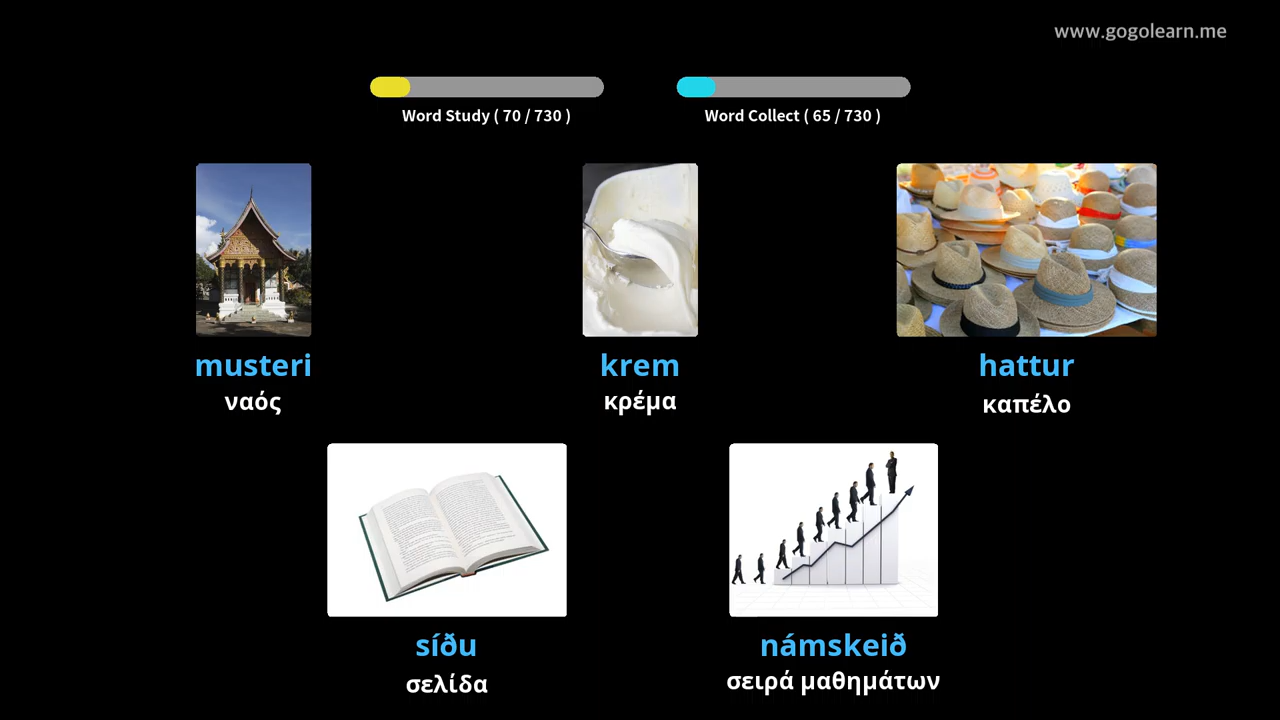 www.gogolearn.me
Word Study ( 70 / 730 )
Word Collect ( 65 / 730 )
musteri
ναός
krem
κρέμα
hattur
καπέλο
síðu
σελίδα
námskeið
σειρά μαθημάτων